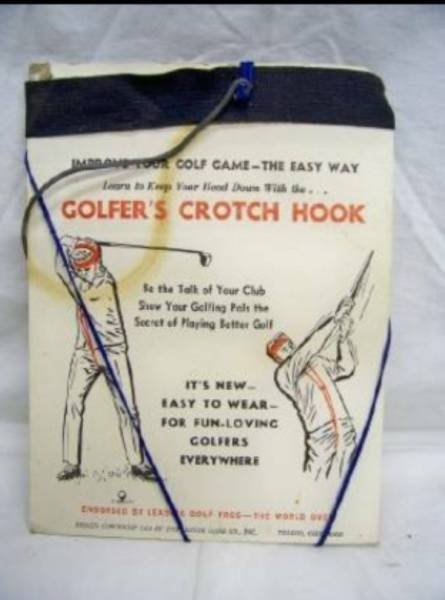 IMPROVE YOUR GOLF GAME—THE EASY WAY
Learn to Keep Your Head Down With the . . .
GOLFER'S CROTCH HOOK
Be the Talk of Your Club
Show Your Golfing Pals the
Secret of Playing Better Golf
IT'S NEW—
EASY TO WEAR—
FOR FUN-LOVING
GOLFERS
EVERYWHERE
ENDORSED BY LEADING GOLF PROS—THE WORLD OVER
INC.